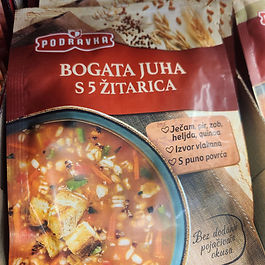 PODRAVKA
BOGATA JUHA
S 5 ŽITARICA
Ječam, pir, zob,
heljda, quinoa
Izvor vlakana
S puno povrća
Bez dodanih
pojačivača
okusa